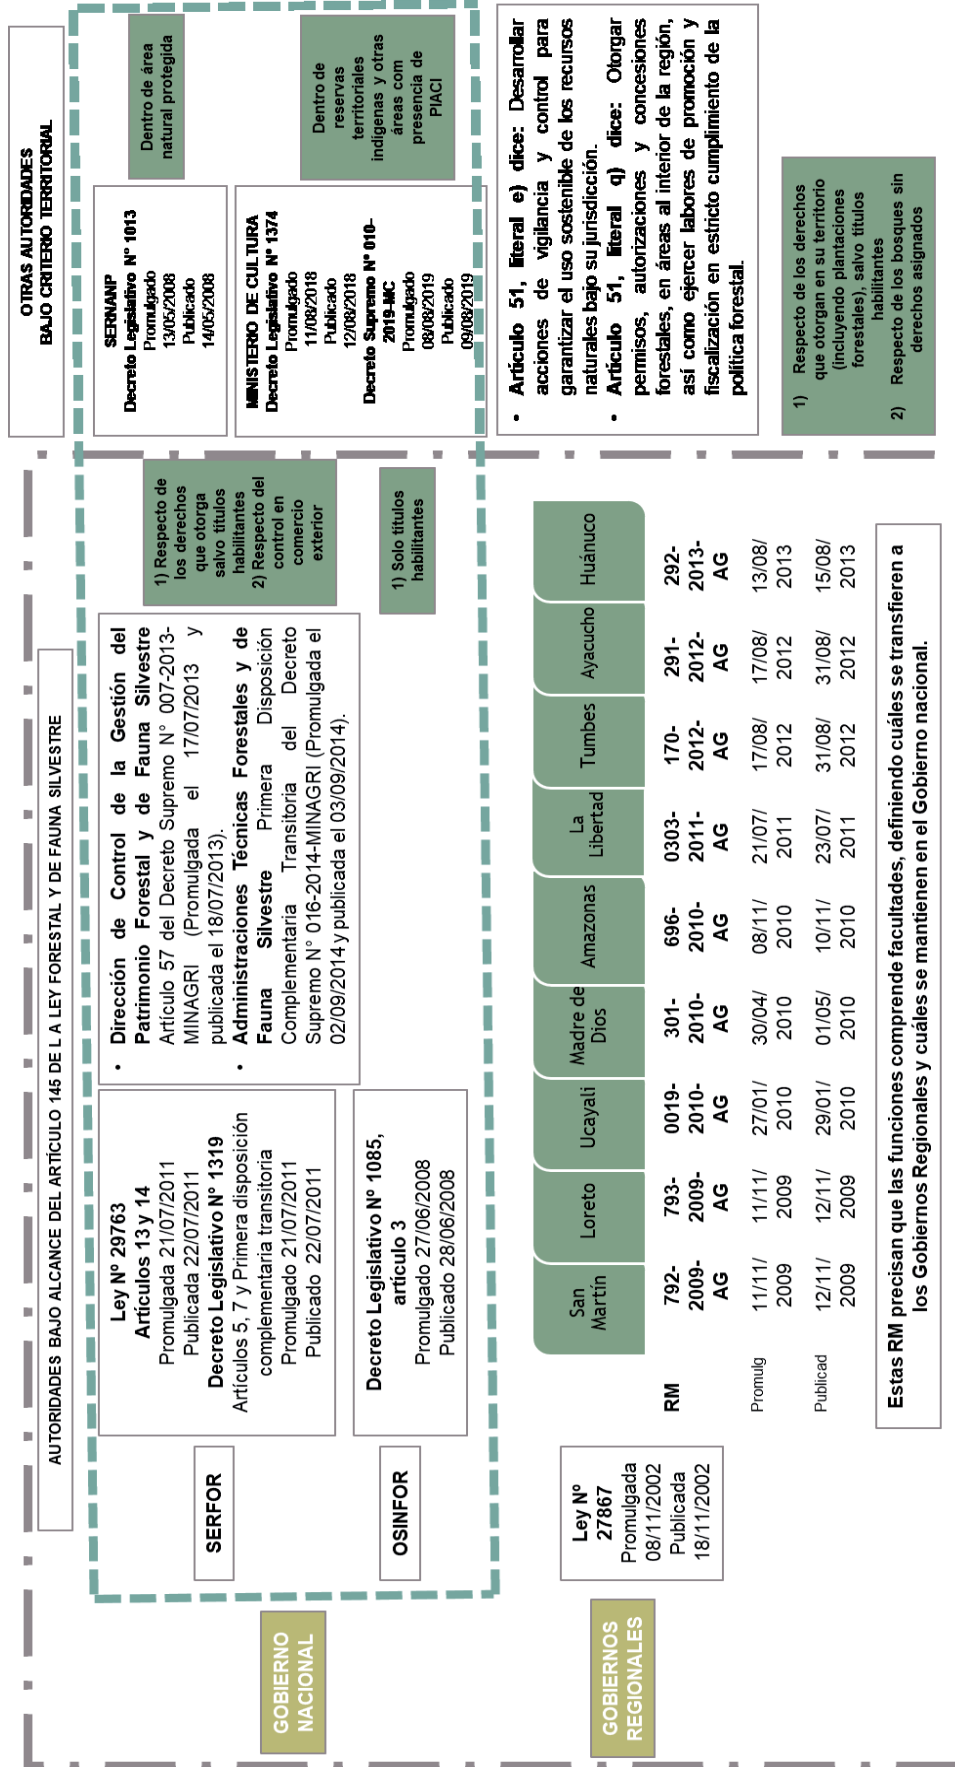 AUTORIDADES BAJO ALCANCE DEL ARTÍCULO 145 DE L A LEY FORESTAL Y DE FAUNA SILVESTRE
OTRAS AUTORIDADES
BAJO CRITERIO TERRITORIAL
GOBIERNO
NACIONAL
SERFOR
Ley Nº 29763
Artículos 13 y 14
Promulgada 21/07/2011
Publicada 22/07/2011
Decreto Legislativo Nº 1319
Artículos 5, 7 y Primera disposición
complementaria transitoria
Promulgado 21/07/2011
Publicado 22/07/2011
• Dirección de Control de la Gestión del
Patrimonio Forestal y de Fauna Silvestre
Artículo 57 del Decreto Supremo N° 007-2013-
MINAGRI (Promulgada el 17/07/2013 y
publicada el 18/07/2013).
• Administraciones Técnicas Forestales y de
Fauna Silvestre Primera Disposición
Complementaria Transitoria del Decreto
Supremo N° 016-2014-MINAGRI (Promulgada el
02/09/2014 y publicada el 03/09/2014).
1) Respecto de
los derechos
que otorga
salvo títulos
habilitantes
2) Respecto del
control en
comercio
exterior
SERNANP
Decreto Legislativo Nº 1013
Promulgado
13/05/2008
Publicado
14/05/2008
Dentro de área
natural protegida
MINISTERIO DE CULTURA
Decreto Legislativo Nº 1374
Promulgado
11/08/2018
Publicado
12/08/2018
Decreto Supremo Nº 010-
2019-MC
Promulgado
08/08/2019
Publicado
09/08/2019
Dentro de
reservas
territoriales
indígenas y otras
áreas com
presencia de
PIACI
OSINFOR
Decreto Legislativo Nº 1085,
artículo 3
Promulgado 27/06/2008
Publicado 28/06/2008
1) Solo títulos
habilitantes
GOBIERNOS
REGIONALES
Ley Nº
27867
Promulgada
08/11/2002
Publicada
18/11/2002
San Martín Loreto Ucayali Madre de Dios Amazonas La Libertad Tumbes Ayacucho Huánuco
RM 792-2009-AG 793-2009-AG 0019-2010-AG 301-2010-AG 696-2010-AG 0303-2011-AG 170-2012-AG 291-2012-AG 292-2013-AG
Promulg 11/11/2009 11/11/2009 27/01/2010 30/04/2010 08/11/2010 21/07/2011 17/08/2012 17/08/2012 13/08/2013
Publicad 12/11/2009 12/11/2009 29/01/2010 01/05/2010 10/11/2010 23/07/2011 31/08/2012 31/08/2012 15/08/2013
Estas RM precisan que las funciones comprende facultades, definiendo cuáles se transfieren a
los Gobiernos Regionales y cuáles se mantienen en el Gobierno nacional.
• Artículo 51, literal e) dice: Desarrollar
acciones de vigilancia y control para
garantizar el uso sostenible de los recursos
naturales bajo su jurisdicción.
• Artículo 51, literal q) dice: Otorgar
permisos, autorizaciones y concesiones
forestales, en áreas al interior de la región,
así como ejercer labores de promoción y
fiscalización en estricto cumplimiento de la
política forestal.
1) Respecto de los derechos
que otorgan en su territorio
(incluyendo plantaciones
forestales), salvo títulos
habilitantes
2) Respecto de los bosques sin
derechos asignados